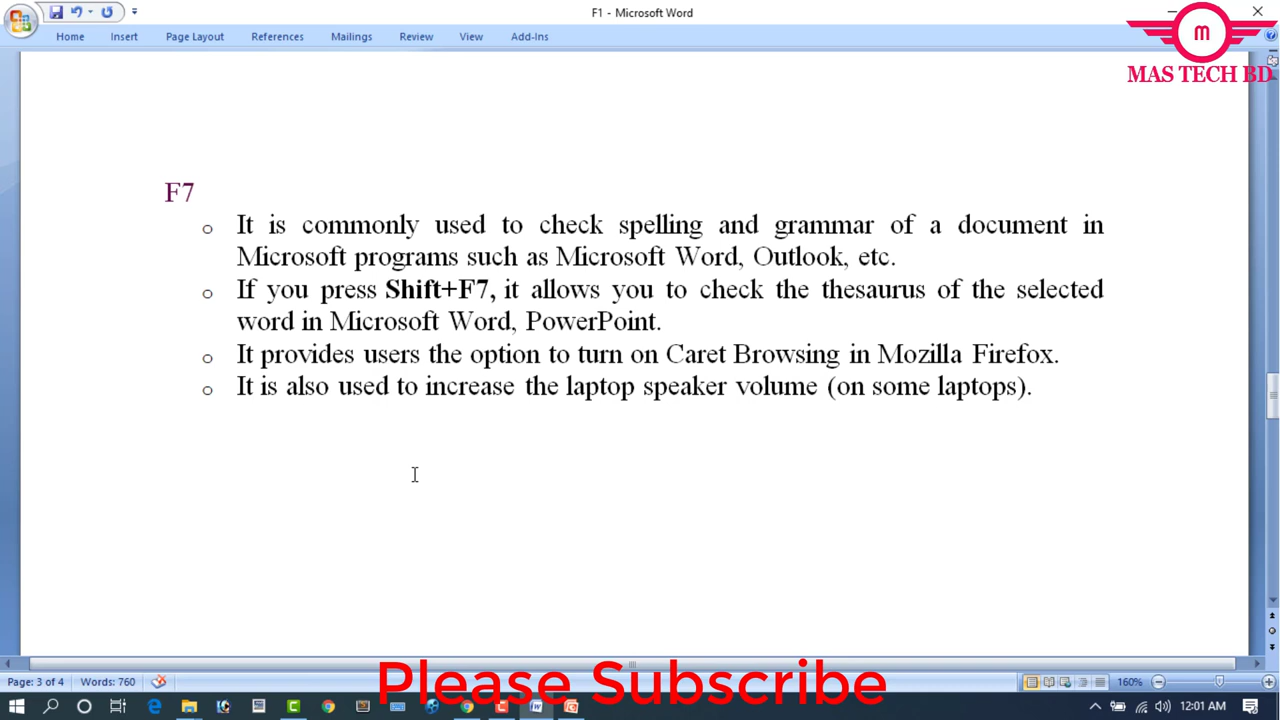 F1 - Microsoft Word
Home Insert Page Layout References Mailings Review View Add-Ins
m
MAS TECH BD
F7
o It is commonly used to check spelling and grammar of a document in
Microsoft programs such as Microsoft Word, Outlook, etc.
o If you press Shift+F7, it allows you to check the thesaurus of the selected
word in Microsoft Word, PowerPoint.
o It provides users the option to turn on Caret Browsing in Mozilla Firefox.
o It is also used to increase the laptop speaker volume (on some laptops).
Please Subscribe
Page: 3 of 4 Words: 760 160%
12:01 AM